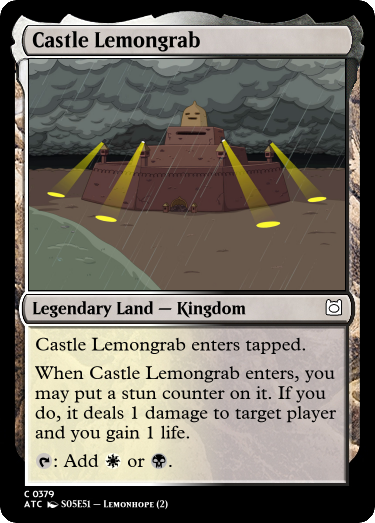 Castle Lemongrab
Legendary Land — Kingdom
Castle Lemongrab enters tapped.
When Castle Lemongrab enters, you
may put a stun counter on it. If you
do, it deals 1 damage to target player
and you gain 1 life.
: Add or .
C 0379
ATC S05E51 – Lemonhope (2)